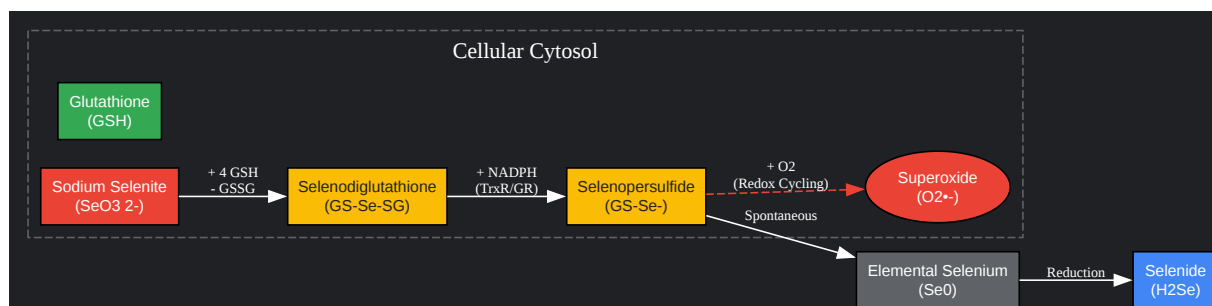 Cellular Cytosol
Glutathione
(GSH)
Sodium Selenite
(SeO3 2-)
+ 4 GSH
- GSSG
Selenodiglutathione
(GS-Se-SG)
+ NADPH
(TrxR/GR)
Selenopersulfide
(GS-Se-)
+ O2
(Redox Cycling)
Superoxide
(O2•-)
Spontaneous
Elemental Selenium
(Se0)
Reduction
Selenide
(H2Se)